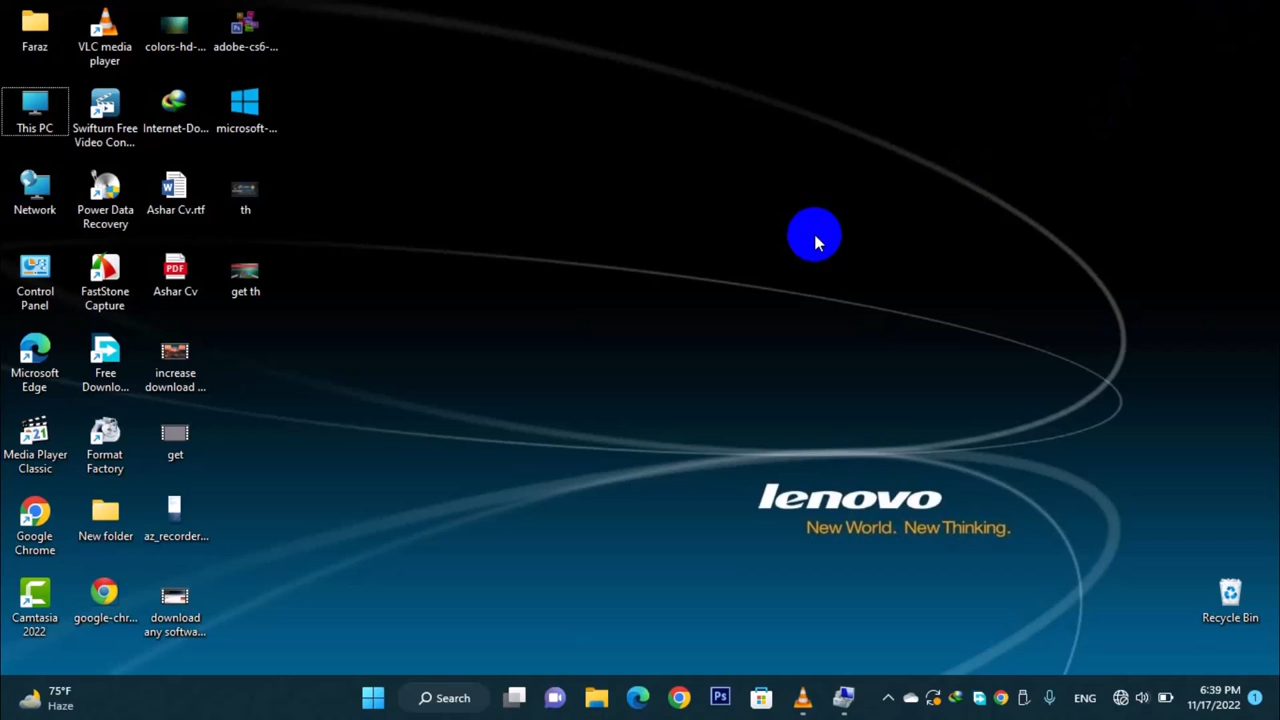 Faraz
VLC media
player
colors-hd-...
adobe-cs6-...
This PC
Swifturn Free
Video Con...
Internet-Do...
microsoft-...
Network
Power Data
Recovery
Ashar Cv.rtf
th
Control
Panel
FastStone
Capture
PDF
Ashar Cv
get th
Microsoft
Edge
Free
Downlo...
increase
download ...
Media Player
Classic
Format
Factory
get
Google
Chrome
New folder
az_recorder...
Camtasia
2022
google-chr...
download
any softwa...
lenovo
New World. New Thinking.
Recycle Bin
75°F
Haze
Search
Ps
ENG
6:39 PM
11/17/2022
1